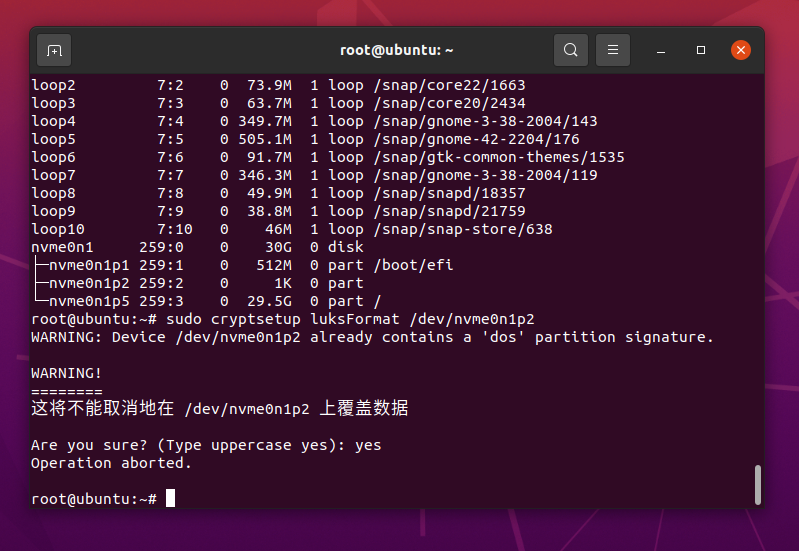 root@ubuntu: ~
loop2         7:2    0  73.9M  1 loop /snap/core22/1663
loop3         7:3    0  63.7M  1 loop /snap/core20/2434
loop4         7:4    0 349.7M  1 loop /snap/gnome-3-38-2004/143
loop5         7:5    0 505.1M  1 loop /snap/gnome-42-2204/176
loop6         7:6    0  91.7M  1 loop /snap/gtk-common-themes/1535
loop7         7:7    0 346.3M  1 loop /snap/gnome-3-38-2004/119
loop8         7:8    0  49.9M  1 loop /snap/snapd/18357
loop9         7:9    0  38.8M  1 loop /snap/snapd/21759
loop10        7:10   0    46M  1 loop /snap/snap-store/638
nvme0n1     259:0    0    30G  0 disk
├─nvme0n1p1 259:1    0   512M  0 part /boot/efi
├─nvme0n1p2 259:2    0     1K  0 part
└─nvme0n1p5 259:3    0  29.5G  0 part /
root@ubuntu:~# sudo cryptsetup luksFormat /dev/nvme0n1p2
WARNING: Device /dev/nvme0n1p2 already contains a 'dos' partition signature.
WARNING!
========
这将不能取消地在 /dev/nvme0n1p2 上覆盖数据
Are you sure? (Type uppercase yes): yes
Operation aborted.
root@ubuntu:~#